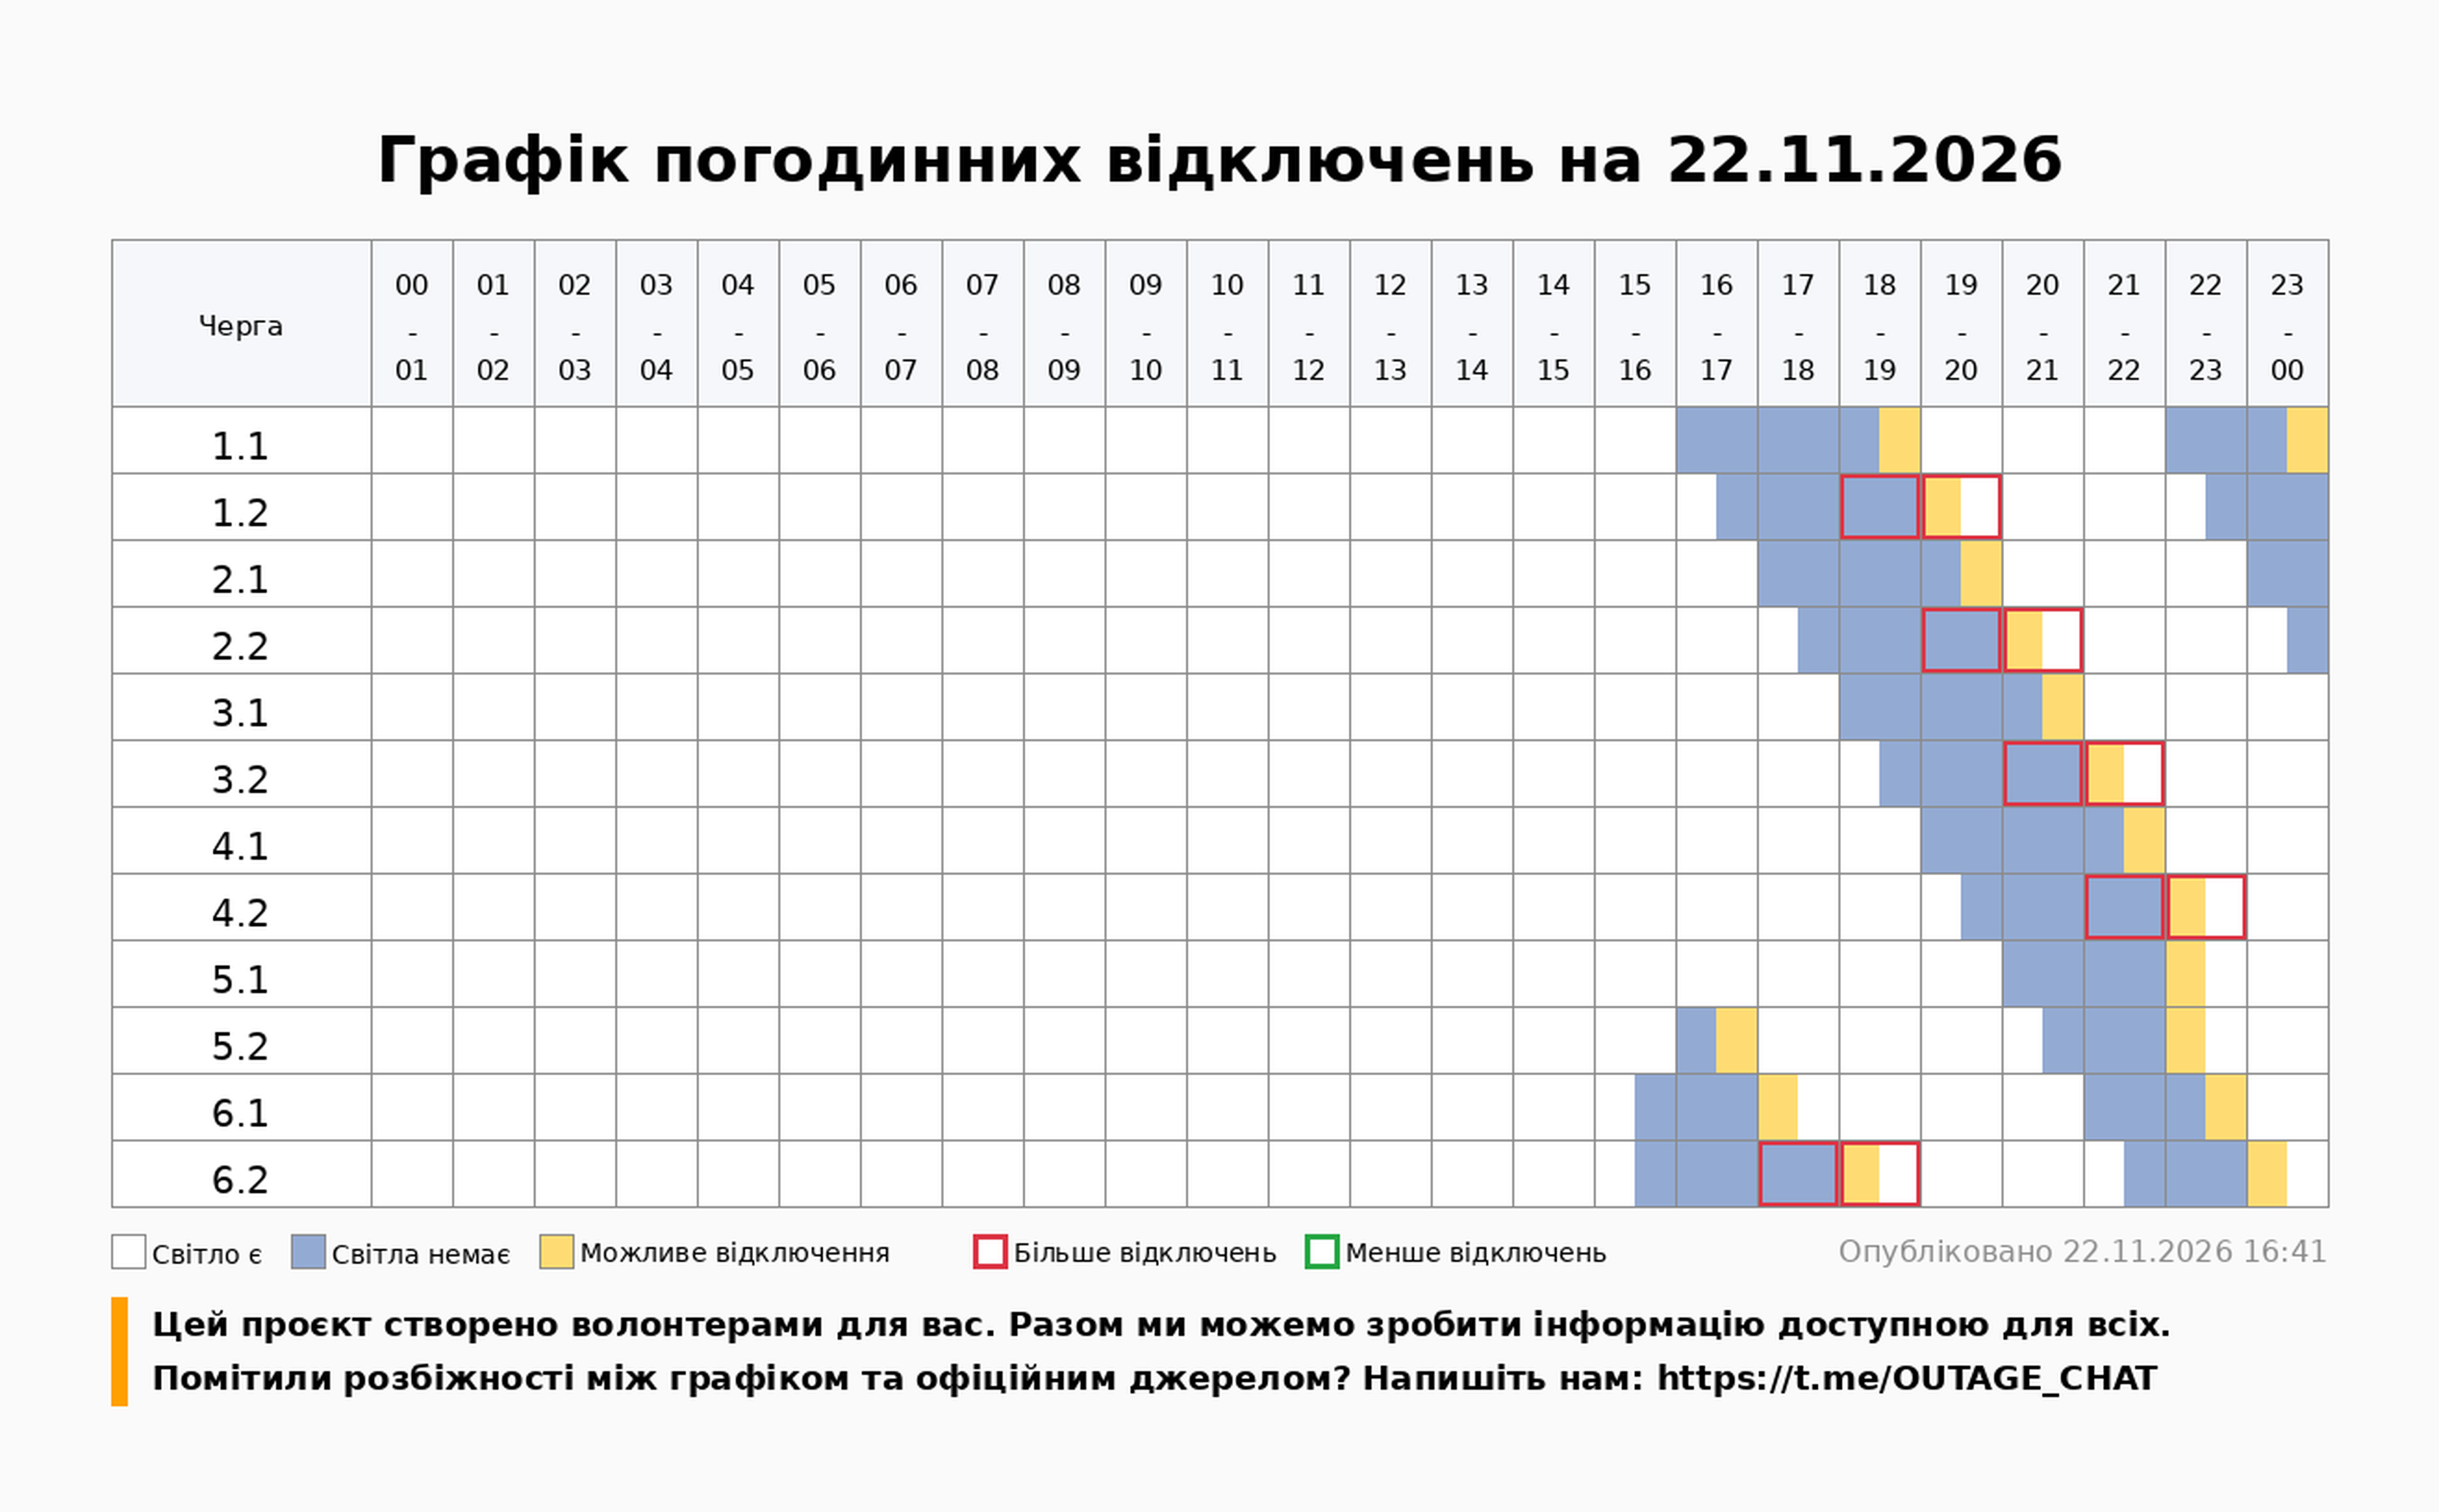 Графік погодинних відключень на 22.11.2026
Черга
00 - 01
01 - 02
02 - 03
03 - 04
04 - 05
05 - 06
06 - 07
07 - 08
08 - 09
09 - 10
10 - 11
11 - 12
12 - 13
13 - 14
14 - 15
15 - 16
16 - 17
17 - 18
18 - 19
19 - 20
20 - 21
21 - 22
22 - 23
23 - 00
1.1
1.2
2.1
2.2
3.1
3.2
4.1
4.2
5.1
5.2
6.1
6.2
Світло є
Світла немає
Можливе відключення
Більше відключень
Менше відключень
Опубліковано 22.11.2026 16:41
Цей проєкт створено волонтерами для вас. Разом ми можемо зробити інформацію доступною для всіх.
Помітили розбіжності між графіком та офіційним джерелом? Напишіть нам: https://t.me/OUTAGE_CHAT